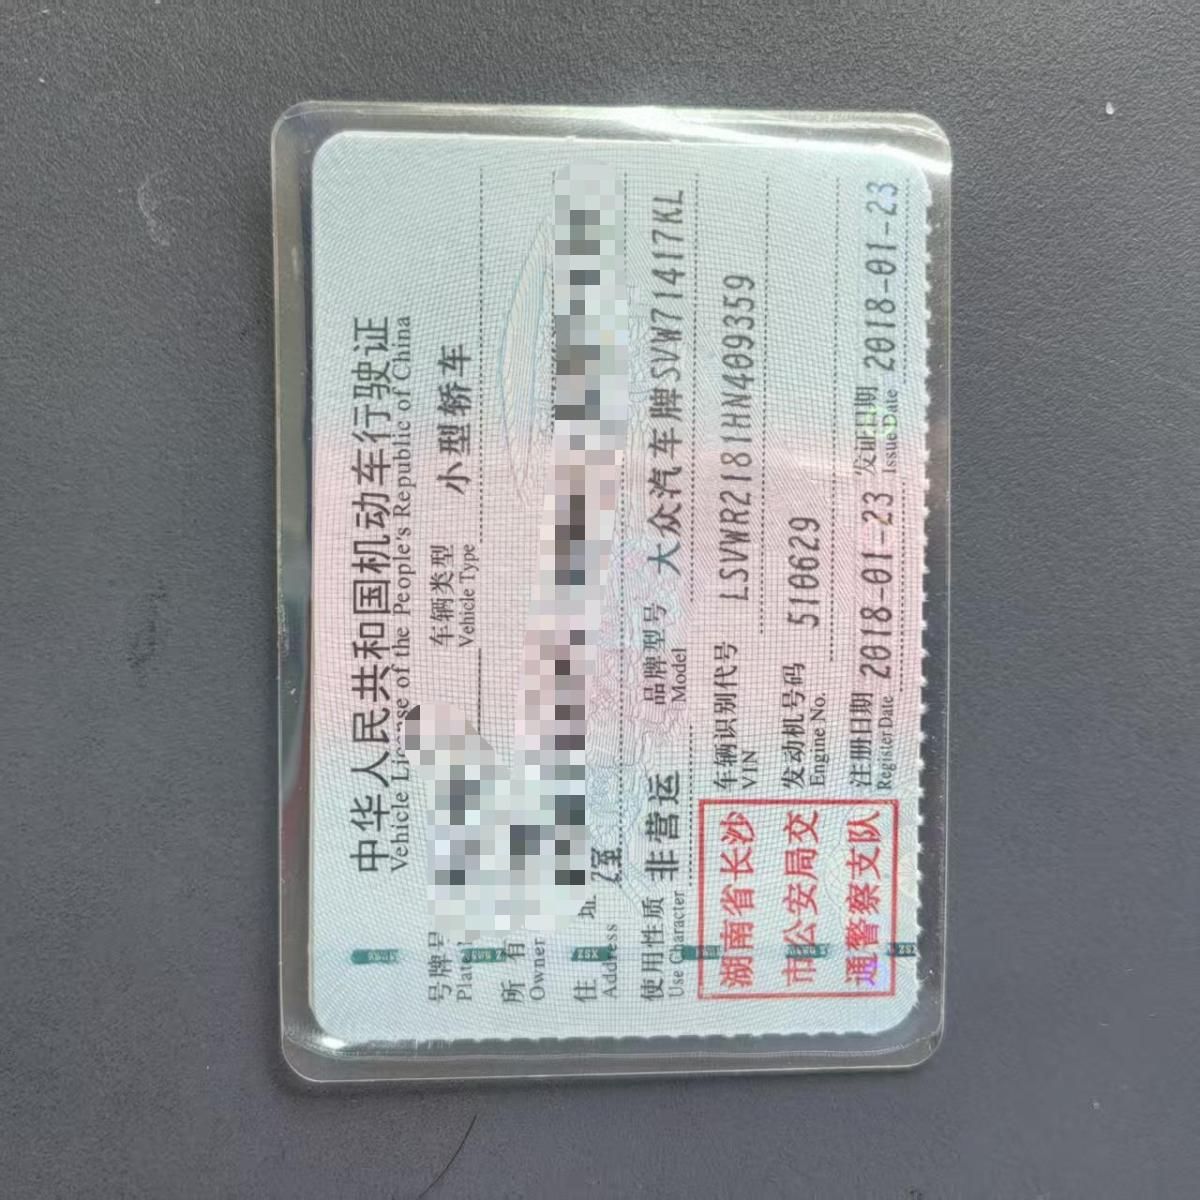 中华人民共和国机动车行驶证
Vehicle License of the People's Republic of China
号牌号 车辆类型 小型轿车
Plate Vehicle Type
所有
Owner
住址
Address 室
使用性质 非营运 品牌型号 大众汽车牌SVW71417KL
Use Character Model
湖南省长沙
市公安局交
通警察支队
车辆识别代号 LSVWR2181HN409359
VIN
发动机号码 510629
Engine No.
注册日期 2018-01-23 发证日期 2018-01-23
Register Date Issue Date